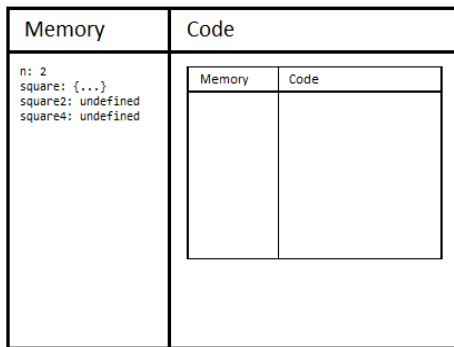 Memory
Code
n: 2
square: {...}
square2: undefined
square4: undefined
Memory
Code